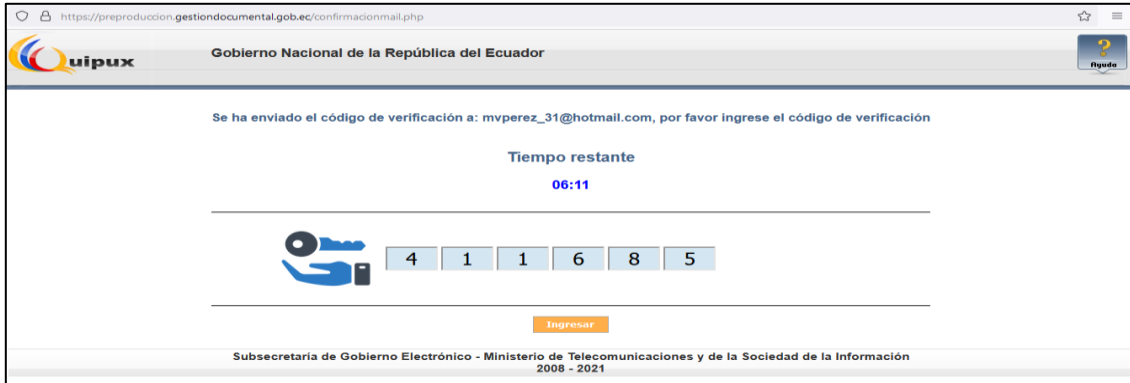 https://preproduccion.gestiondocumental.gob.ec/confirmacionmail.php
Quipux
Gobierno Nacional de la República del Ecuador
?
Ayuda
Se ha enviado el código de verificación a: mvperez_31@hotmail.com, por favor ingrese el código de verificación
Tiempo restante
06:11
4 1 1 6 8 5
Ingresar
Subsecretaría de Gobierno Electrónico - Ministerio de Telecomunicaciones y de la Sociedad de la Información
2008 - 2021